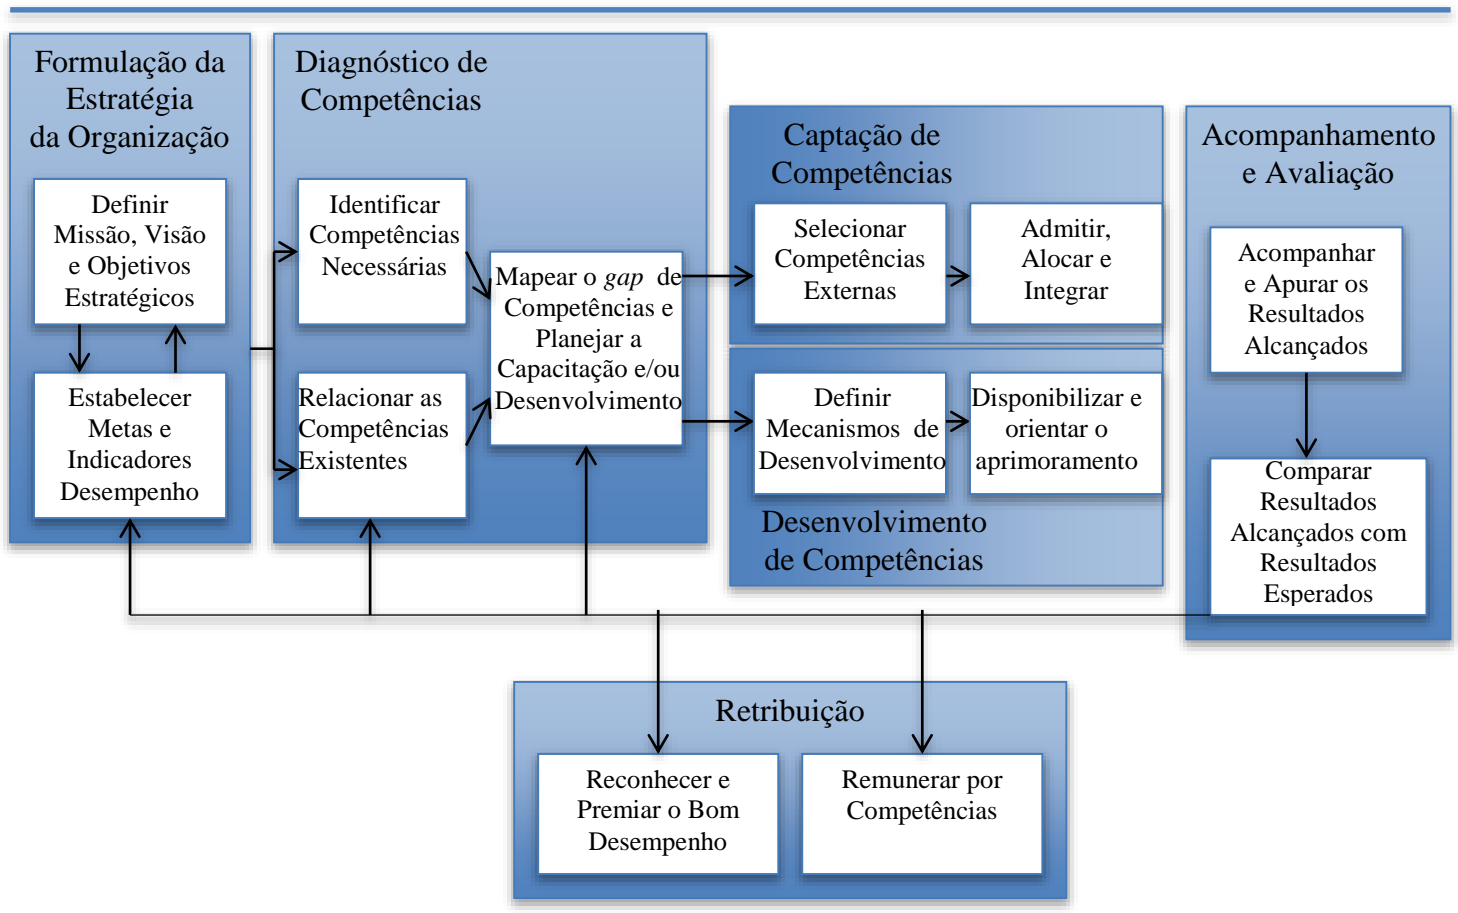 Formulação da
Estratégia
da Organização
Definir
Missão, Visão
e Objetivos
Estratégicos
Estabelecer
Metas e
Indicadores
Desempenho
Diagnóstico de
Competências
Identificar
Competências
Necessárias
Relacionar as
Competências
Existentes
Mapear o gap de
Competências e
Planejar a
Capacitação e/ou
Desenvolvimento
Captação de
Competências
Selecionar
Competências
Externas
Admitir,
Alocar e
Integrar
Definir
Mecanismos de
Desenvolvimento
Disponibilizar e
orientar o
aprimoramento
Desenvolvimento
de Competências
Acompanhamento
e Avaliação
Acompanhar
e Apurar os
Resultados
Alcançados
Comparar
Resultados
Alcançados com
Resultados
Esperados
Retribuição
Reconhecer e
Premiar o Bom
Desempenho
Remunerar por
Competências